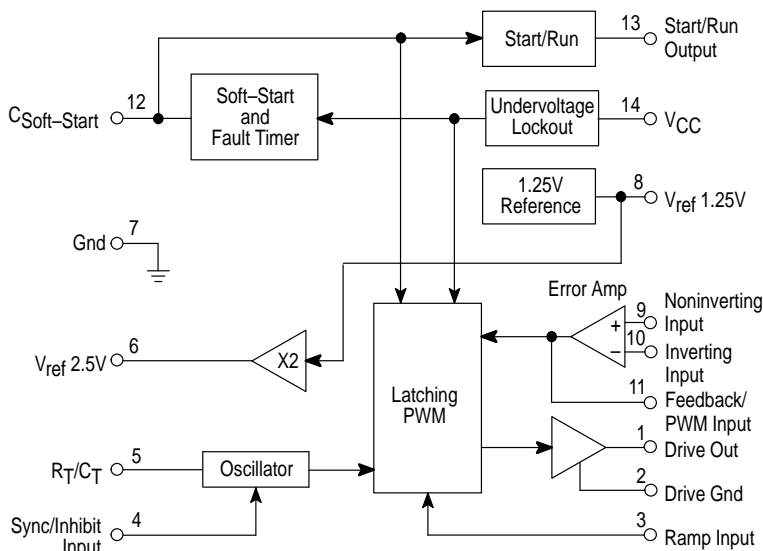 13
Start/Run
Output
Start/Run
12
CSoft–Start
Soft–Start
and
Fault Timer
Undervoltage
Lockout
14
VCC
1.25V
Reference
8
Vref 1.25V
7
Gnd
Error Amp
Noninverting
Input
9
+
10
–
Inverting
Input
6
Vref 2.5V
X2
Latching
PWM
11
Feedback/
PWM Input
1
Drive Out
5
RT/CT
Oscillator
2
Drive Gnd
4
Sync/Inhibit
Input
3
Ramp Input